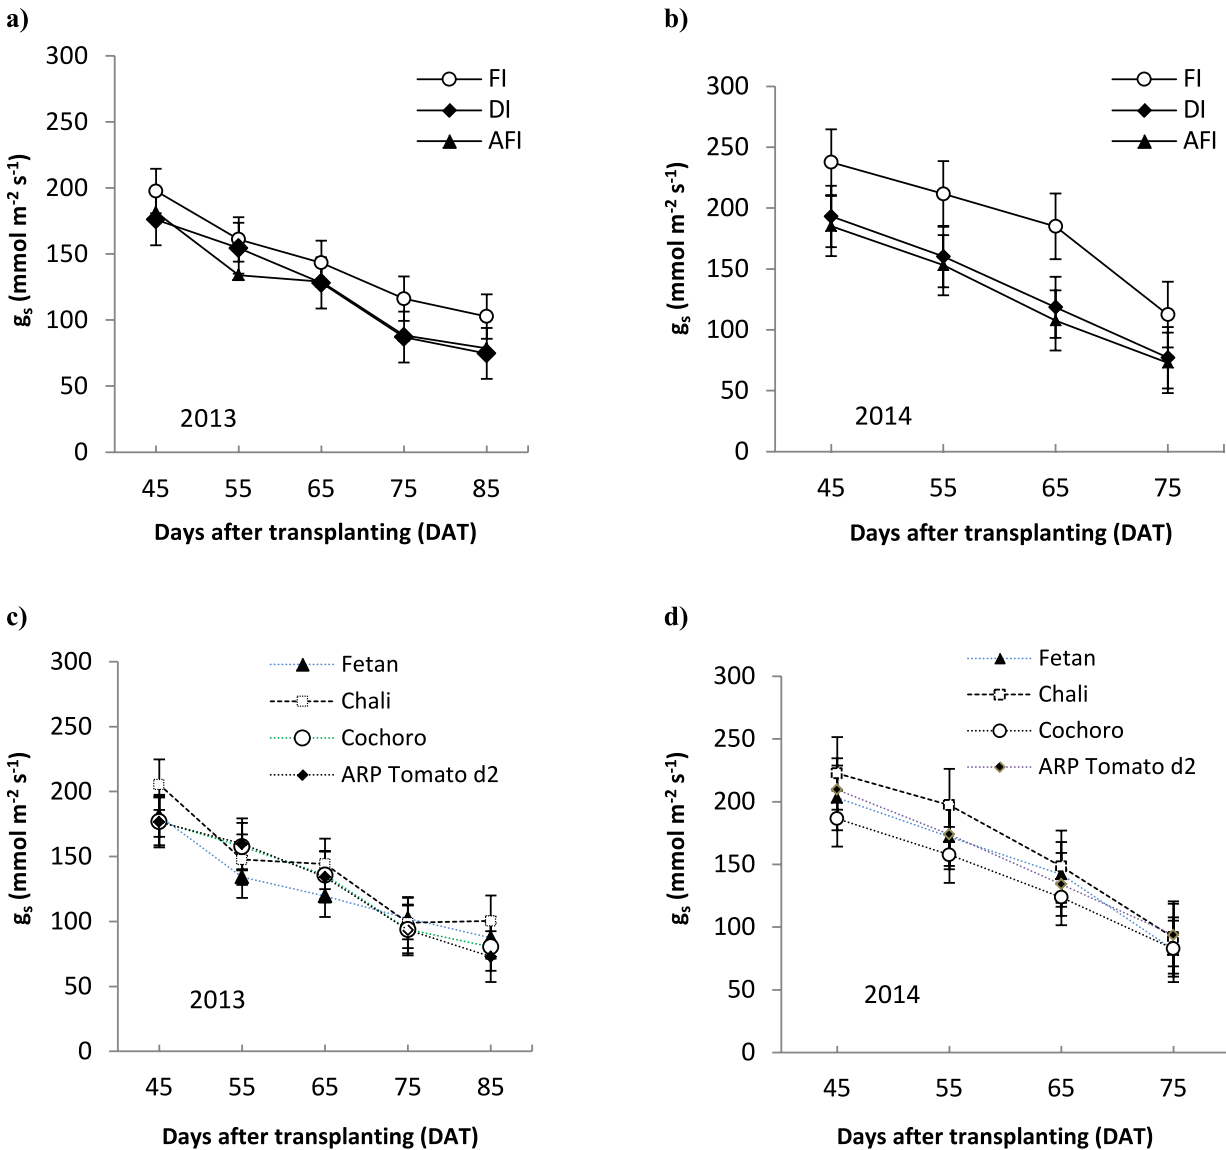 a)
300
250
200
150
100
50
0
g_s (mmol m⁻² s⁻¹)
FI
DI
AFI
2013
45 55 65 75 85
Days after transplanting (DAT)
b)
300
250
200
150
100
50
0
g_s (mmol m⁻² s⁻¹)
FI
DI
AFI
2014
45 55 65 75
Days after transplanting (DAT)
c)
300
250
200
150
100
50
0
g_s (mmol m⁻² s⁻¹)
Fetan
Chali
Cochoro
ARP Tomato d2
2013
45 55 65 75 85
Days after transplanting (DAT)
d)
300
250
200
150
100
50
0
g_s (mmol m⁻² s⁻¹)
Fetan
Chali
Cochoro
ARP Tomato d2
2014
45 55 65 75
Days after transplanting (DAT)